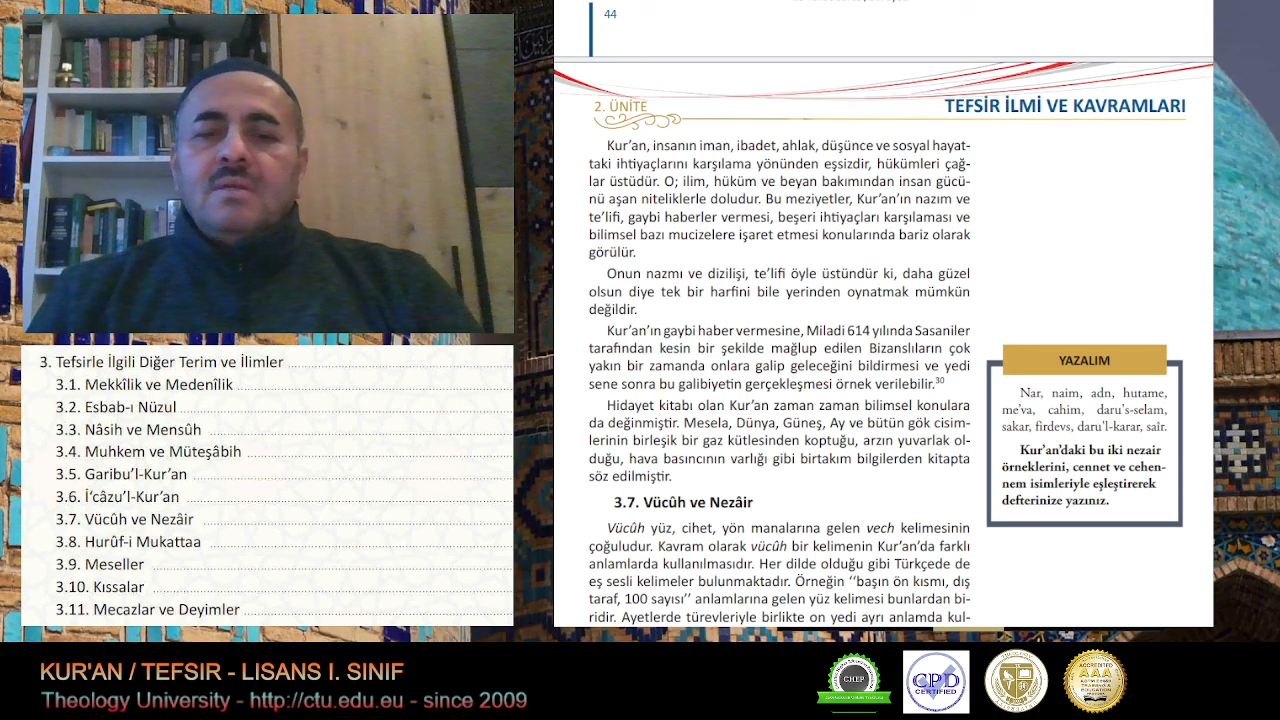 3. Tefsirle İlgili Diğer Terim ve İlimler
3.1. Mekkîlik ve Medenîlik
3.2. Esbab-ı Nüzul
3.3. Nâsih ve Mensûh
3.4. Muhkem ve Müteşâbih
3.5. Garibu'l-Kur'an
3.6. İ'câzu'l-Kur'an
3.7. Vücûh ve Nezâir
3.8. Hurûf-i Mukattaa
3.9. Meseller
3.10. Kıssalar
3.11. Mecazlar ve Deyimler
44
2. ÜNİTE
TEFSİR İLMİ VE KAVRAMLARI
Kur'an, insanın iman, ibadet, ahlak, düşünce ve sosyal hayat-
taki ihtiyaçlarını karşılama yönünden eşsizdir, hükümleri çağ-
lar üstüdür. O; ilim, hüküm ve beyan bakımından insan gücü-
nü aşan niteliklerle doludur. Bu meziyetler, Kur'an'ın nazım ve
te'lifi, gaybi haberler vermesi, beşeri ihtiyaçları karşılaması ve
bilimsel bazı mucizelere işaret etmesi konularında bariz olarak
görülür.
Onun nazmı ve dizilişi, te'lifi öyle üstündür ki, daha güzel
olsun diye tek bir harfini bile yerinden oynatmak mümkün
değildir.
Kur'an'ın gaybi haber vermesine, Miladi 614 yılında Sasaniler
tarafından kesin bir şekilde mağlup edilen Bizanslıların çok
yakın bir zamanda onlara galip geleceğini bildirmesi ve yedi
sene sonra bu galibiyetin gerçekleşmesi örnek verilebilir.30
Hidayet kitabı olan Kur'an zaman zaman bilimsel konulara
da değinmiştir. Mesela, Dünya, Güneş, Ay ve bütün gök cisim-
lerinin birleşik bir gaz kütlesinden koptuğu, arzın yuvarlak ol-
duğu, hava basıncının varlığı gibi birtakım bilgilerden kitapta
söz edilmiştir.
3.7. Vücûh ve Nezâir
Vücûh yüz, cihet, yön manalarına gelen vech kelimesinin
çoğuludur. Kavram olarak vücûh bir kelimenin Kur'an'da farklı
anlamlarda kullanılmasıdır. Her dilde olduğu gibi Türkçede de
eş sesli kelimeler bulunmaktadır. Örneğin ''başın ön kısmı, dış
taraf, 100 sayısı'' anlamlarına gelen yüz kelimesi bunlardan bi-
ridir. Ayetlerde türevleriyle birlikte on yedi ayrı anlamda kul-
YAZALIM
Nar, naim, adn, hutame,
me'va, cahim, daru's-selam,
sakar, firdevs, daru'l-karar, saîr.
Kur'an'daki bu iki nezair
örneklerini, cennet ve cehen-
nem isimleriyle eşleştirerek
defterinize yazınız.
KUR'AN / TEFSIR - LISANS I. SINIF
Theology University - http://ctu.edu.eu - since 2009
CHEP
CPD
CERTIFIED
ACCREDITED
AAA